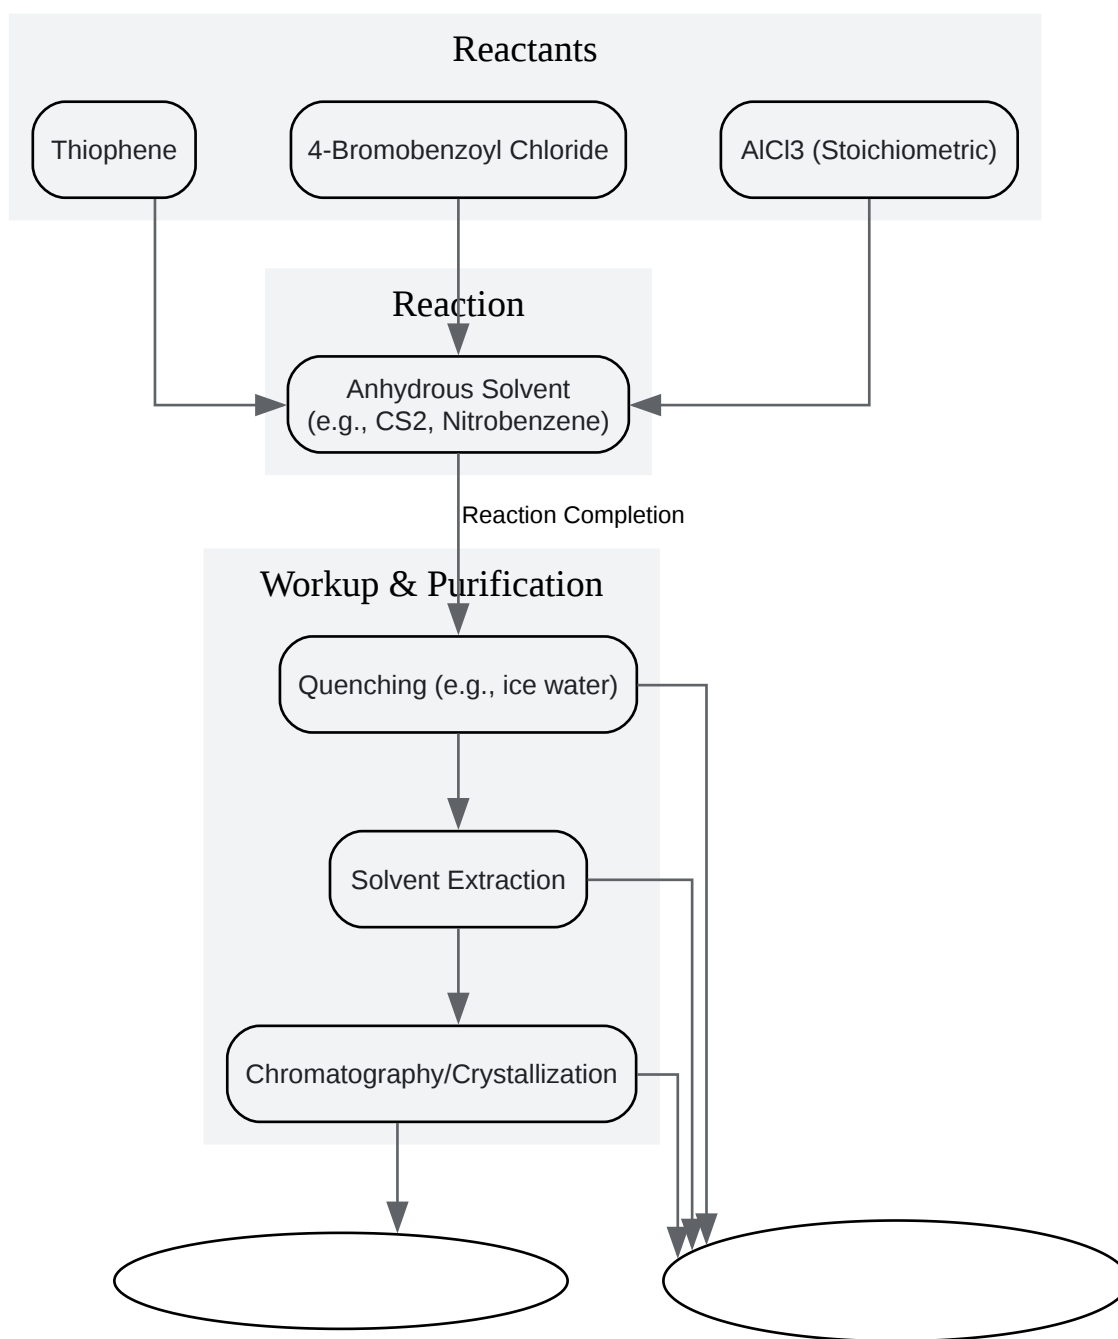 Reactants
Thiophene
4-Bromobenzoyl Chloride
AlCl3 (Stoichiometric)
Reaction
Anhydrous Solvent
(e.g., CS2, Nitrobenzene)
Reaction Completion
Workup & Purification
Quenching (e.g., ice water)
Solvent Extraction
Chromatography/Crystallization